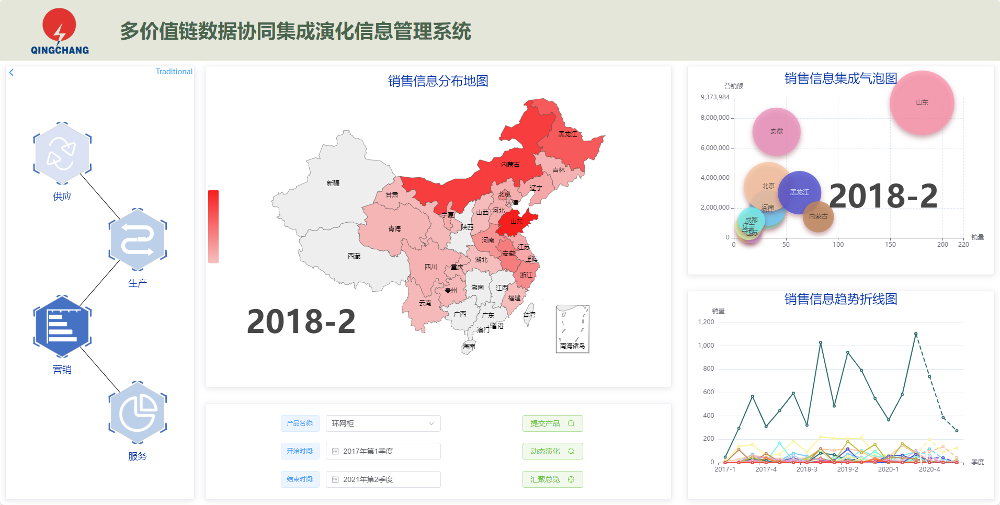 QINGCHANG
多价值链数据协同集成演化信息管理系统
Traditional
供应
生产
营销
服务
销售信息分布地图
黑龙江
内蒙古
吉林
新疆
辽宁
甘肃
北京
天津
宁夏
山西
河北
山东
陕西
青海
河南
江苏
西藏
安徽
上海
湖北
四川
重庆
浙江
湖南
江西
贵州
福建
云南
广西
广东
台湾
香港
澳门
海南
南海诸岛
2018-2
产品名称:
环网柜
提交产品
开始时间:
2017年第1季度
动态演化
结束时间:
2021年第2季度
汇聚总览
销售信息集成气泡图
营销额
9,373,984
8,000,000
6,000,000
4,000,000
2,000,000
0
0
50
100
150
200
220
销量
山东
安徽
北京
黑龙江
河南
浙江
内蒙古
成都
辽宁
宁夏
江苏
2018-2
销售信息趋势折线图
销量
1,200
1,000
800
600
400
200
0
2017-1
2017-4
2018-3
2019-2
2020-1
2020-4
季度